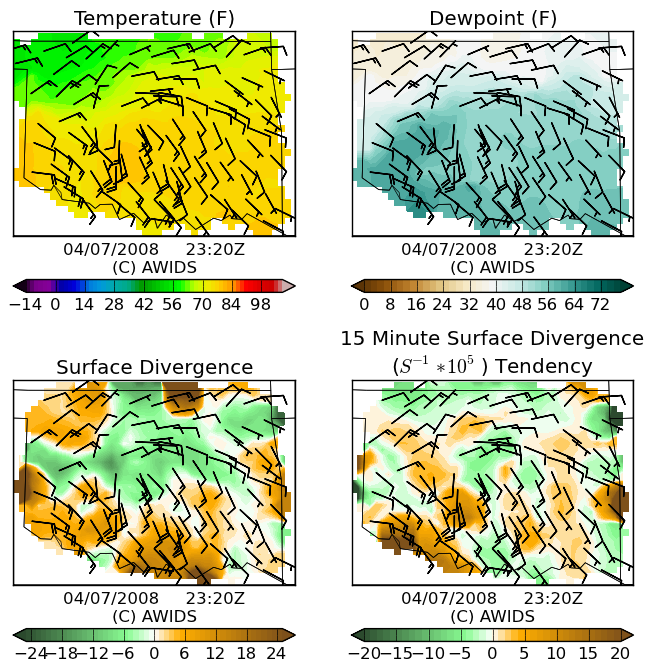 Temperature (F)
Dewpoint (F)
04/07/2008 23:20Z
(C) AWIDS
04/07/2008 23:20Z
(C) AWIDS
−14 0 14 28 42 56 70 84 98
0 8 16 24 32 40 48 56 64 72
Surface Divergence
15 Minute Surface Divergence
(S⁻¹ *10⁵ ) Tendency
04/07/2008 23:20Z
(C) AWIDS
04/07/2008 23:20Z
(C) AWIDS
−24 −18 −12 −6 0 6 12 18 24
−20 −15 −10 −5 0 5 10 15 20